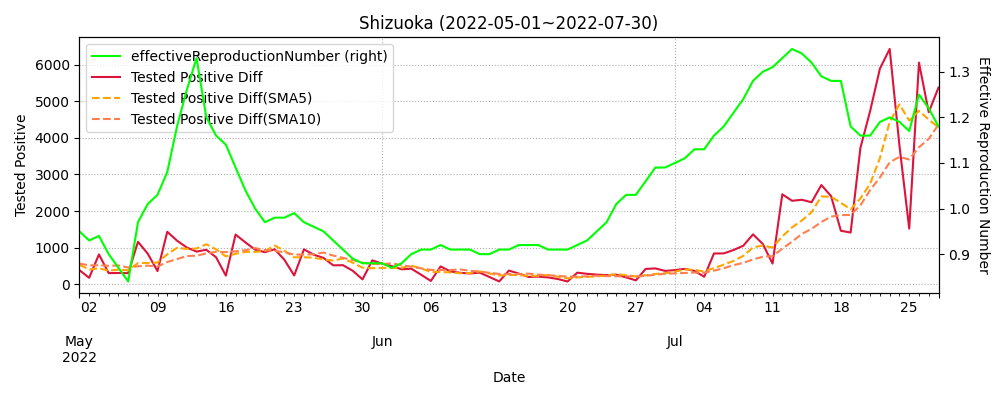 Shizuoka (2022-05-01~2022-07-30)
effectiveReproductionNumber (right)
Tested Positive Diff
Tested Positive Diff(SMA5)
Tested Positive Diff(SMA10)
Tested Positive
6000
5000
4000
3000
2000
1000
0
1.3
1.2
1.1
1.0
0.9
Effective Reproduction Number
02 09 16 23 30 06 13 20 27 04 11 18 25
May Jun Jul
2022
Date